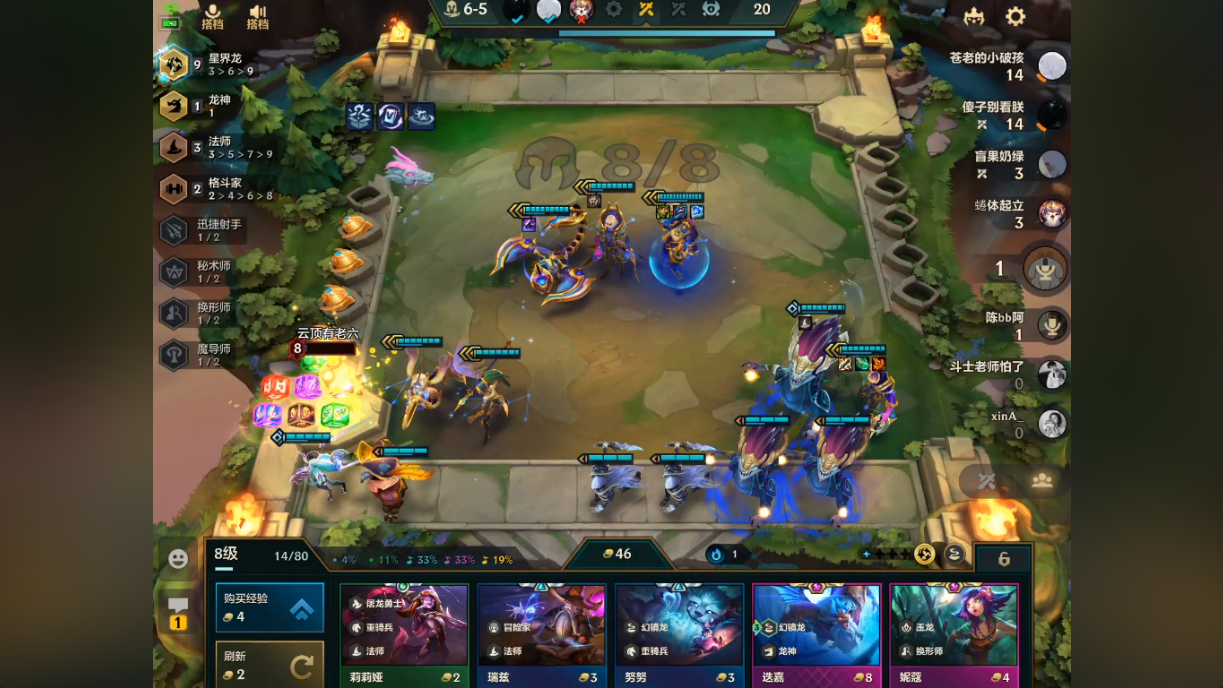 搭档
搭档
6-5
20
9
星界龙
3 > 6 > 9
1
龙神
1
3
法师
3 > 5 > 7 > 9
2
格斗家
2 > 4 > 6 > 8
迅捷射手
1 / 2
秘术师
1 / 2
换形师
1 / 2
魔导师
1 / 2
8/8
苍老的小破孩
14
傻子别看朕
14
盲果奶绿
3
蜷体起立
3
1
陈bb阿
1
斗士老师怕了
0
xinA_
0
云顶有老六
8
8级
14/80
4%
11%
33%
33%
19%
46
1
1
购买经验
4
刷新
2
屠龙勇士
重骑兵
法师
莉莉娅
2
冒险家
法师
瑞兹
3
幻镜龙
重骑兵
努努
3
3
幻镜龙
龙神
迭嘉
8
玉龙
换形师
妮蔻
4